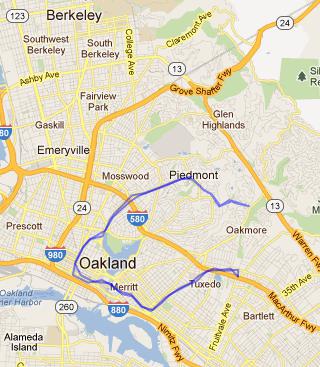 123
Berkeley
24
Claremont Ave
College Ave
Southwest
Berkeley
South
Berkeley
13
Ashby Ave
Grove Shafter Fwy
Fairview
Park
Glen
Highlands
Gaskill
80
Emeryville
Mosswood
Piedmont
24
580
13
Prescott
Oakmore
Warren Fwy
980
Oakland
Merritt
Tuxedo
35th Ave
MacArthur Fwy
260
880
Fruitvale Ave
Bartlett
Nimitz Fwy
Alameda
Island